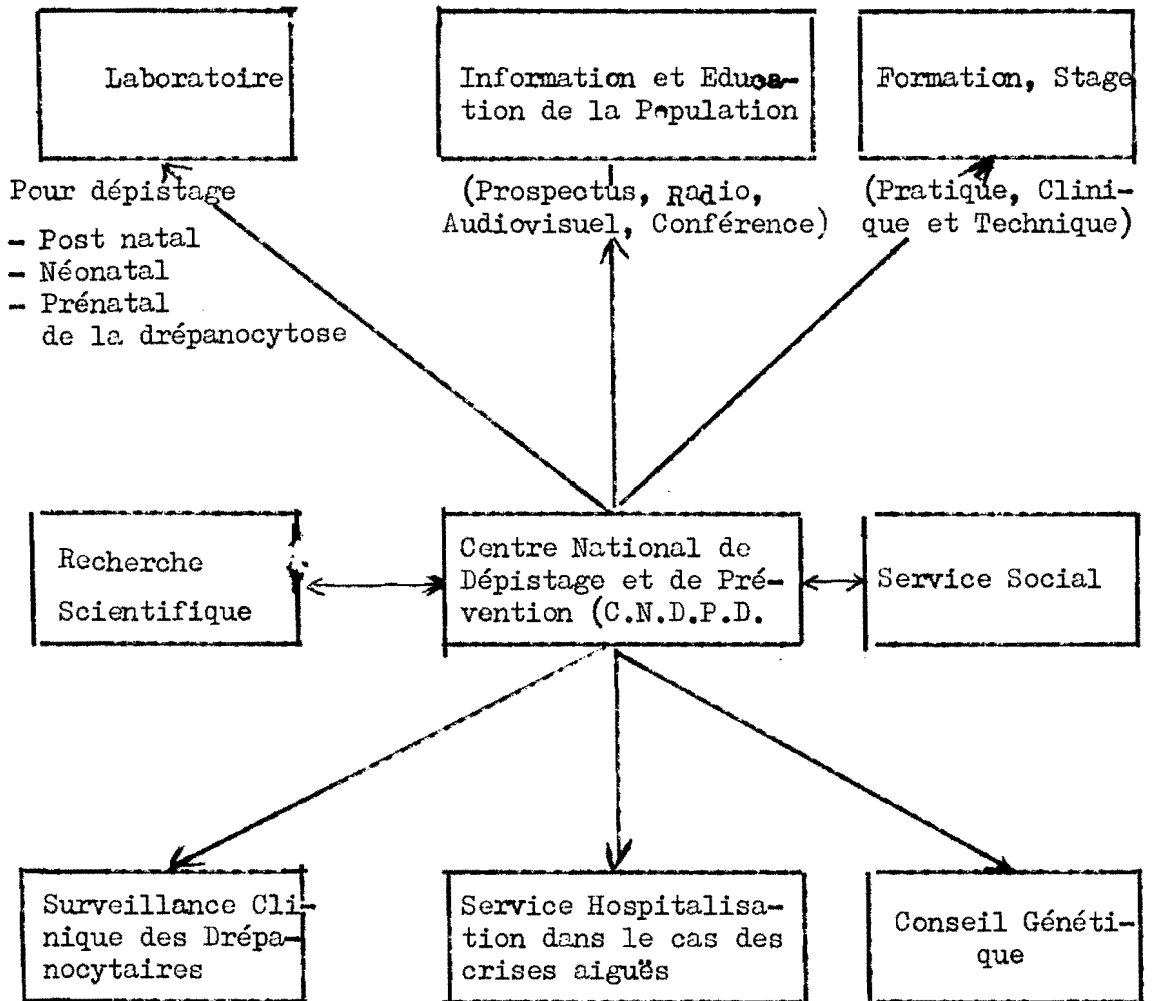 Laboratoire
Information et Educa-
tion de la Population
Formation, Stage
Pour dépistage
- Post natal
- Néonatal
- Prénatal
de la drépanocytose
(Prospectus, Radio,
Audiovisuel, Conférence)
(Pratique, Clini-
que et Technique)
Recherche
Scientifique
Centre National de
Dépistage et de Pré-
vention (C.N.D.P.D.
Service Social
Surveillance Cli-
nique des Drépa-
nocytaires
Service Hospitalisa-
tion dans le cas des
crises aiguës
Conseil Généti-
que